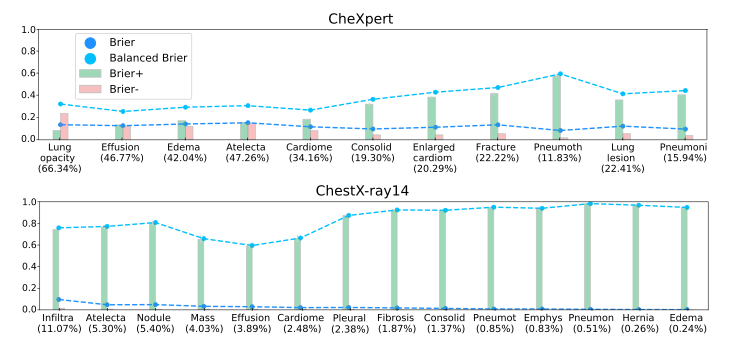 CheXpert
1.0
0.8
0.6
0.4
0.2
0.0
Brier
Balanced Brier
Brier+
Brier-
Lung opacity (66.34%)
Effusion (46.77%)
Edema (42.04%)
Atelecta (47.26%)
Cardiome (34.16%)
Consolid (19.30%)
Enlarged cardiom (20.29%)
Fracture (22.22%)
Pneumoth (11.83%)
Lung lesion (22.41%)
Pneumoni (15.94%)
ChestX-ray14
1.0
0.8
0.6
0.4
0.2
0.0
Infiltra (11.07%)
Atelecta (5.30%)
Nodule (5.40%)
Mass (4.03%)
Effusion (3.89%)
Cardiome (2.48%)
Pleural (2.38%)
Fibrosis (1.87%)
Consolid (1.37%)
Pneumot (0.85%)
Emphys (0.83%)
Pneumon (0.51%)
Hernia (0.26%)
Edema (0.24%)